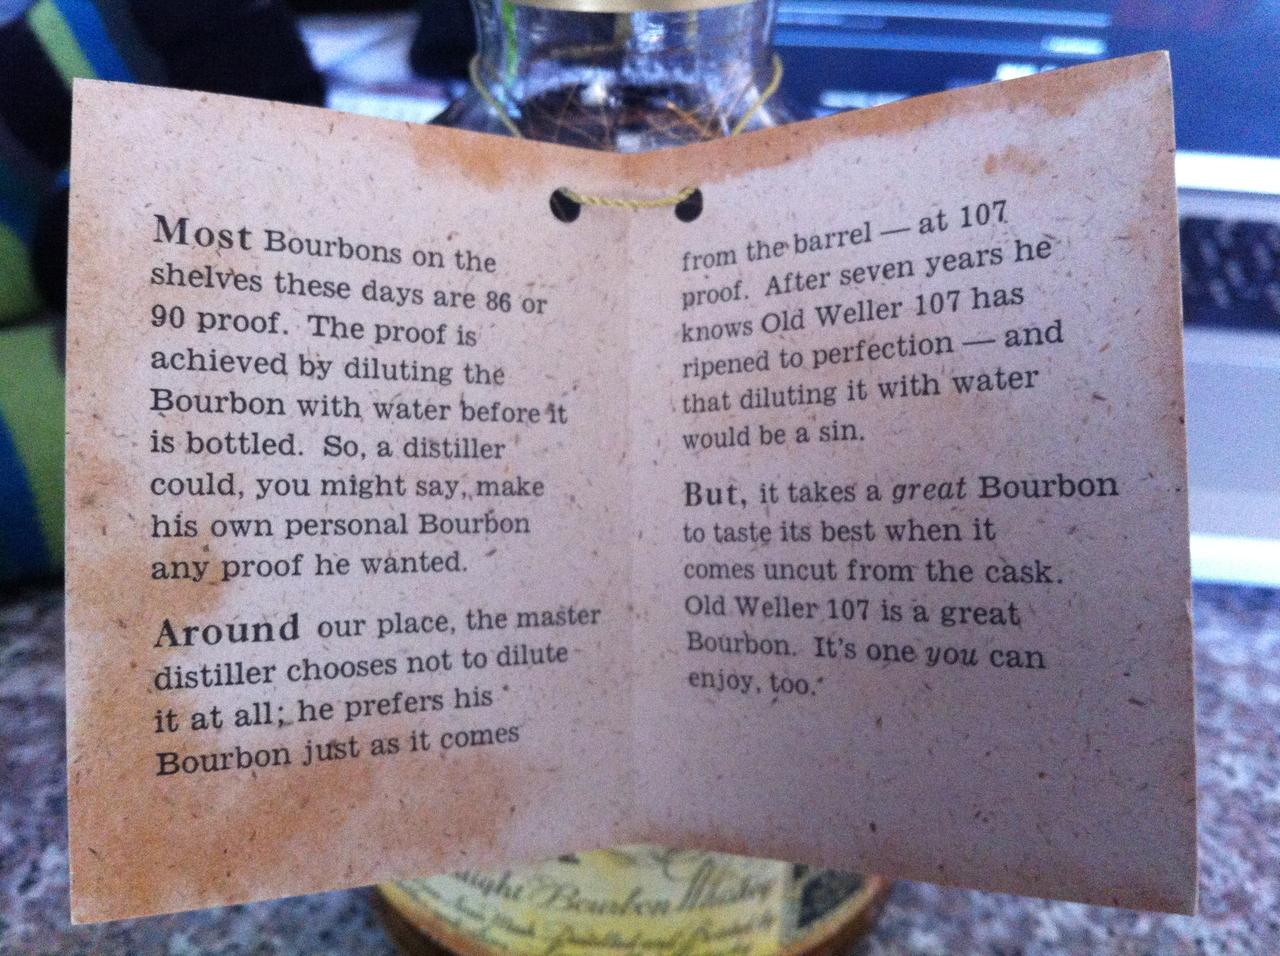 Most Bourbons on the
shelves these days are 86 or
90 proof. The proof is
achieved by diluting the
Bourbon with water before it
is bottled. So, a distiller
could, you might say, make
his own personal Bourbon
any proof he wanted.
Around our place, the master
distiller chooses not to dilute
it at all; he prefers his
Bourbon just as it comes
from the barrel — at 107
proof. After seven years he
knows Old Weller 107 has
ripened to perfection — and
that diluting it with water
would be a sin.
But, it takes a great Bourbon
to taste its best when it
comes uncut from the cask.
Old Weller 107 is a great
Bourbon. It's one you can
enjoy, too.
Bourbon Whiskey
Distilled and